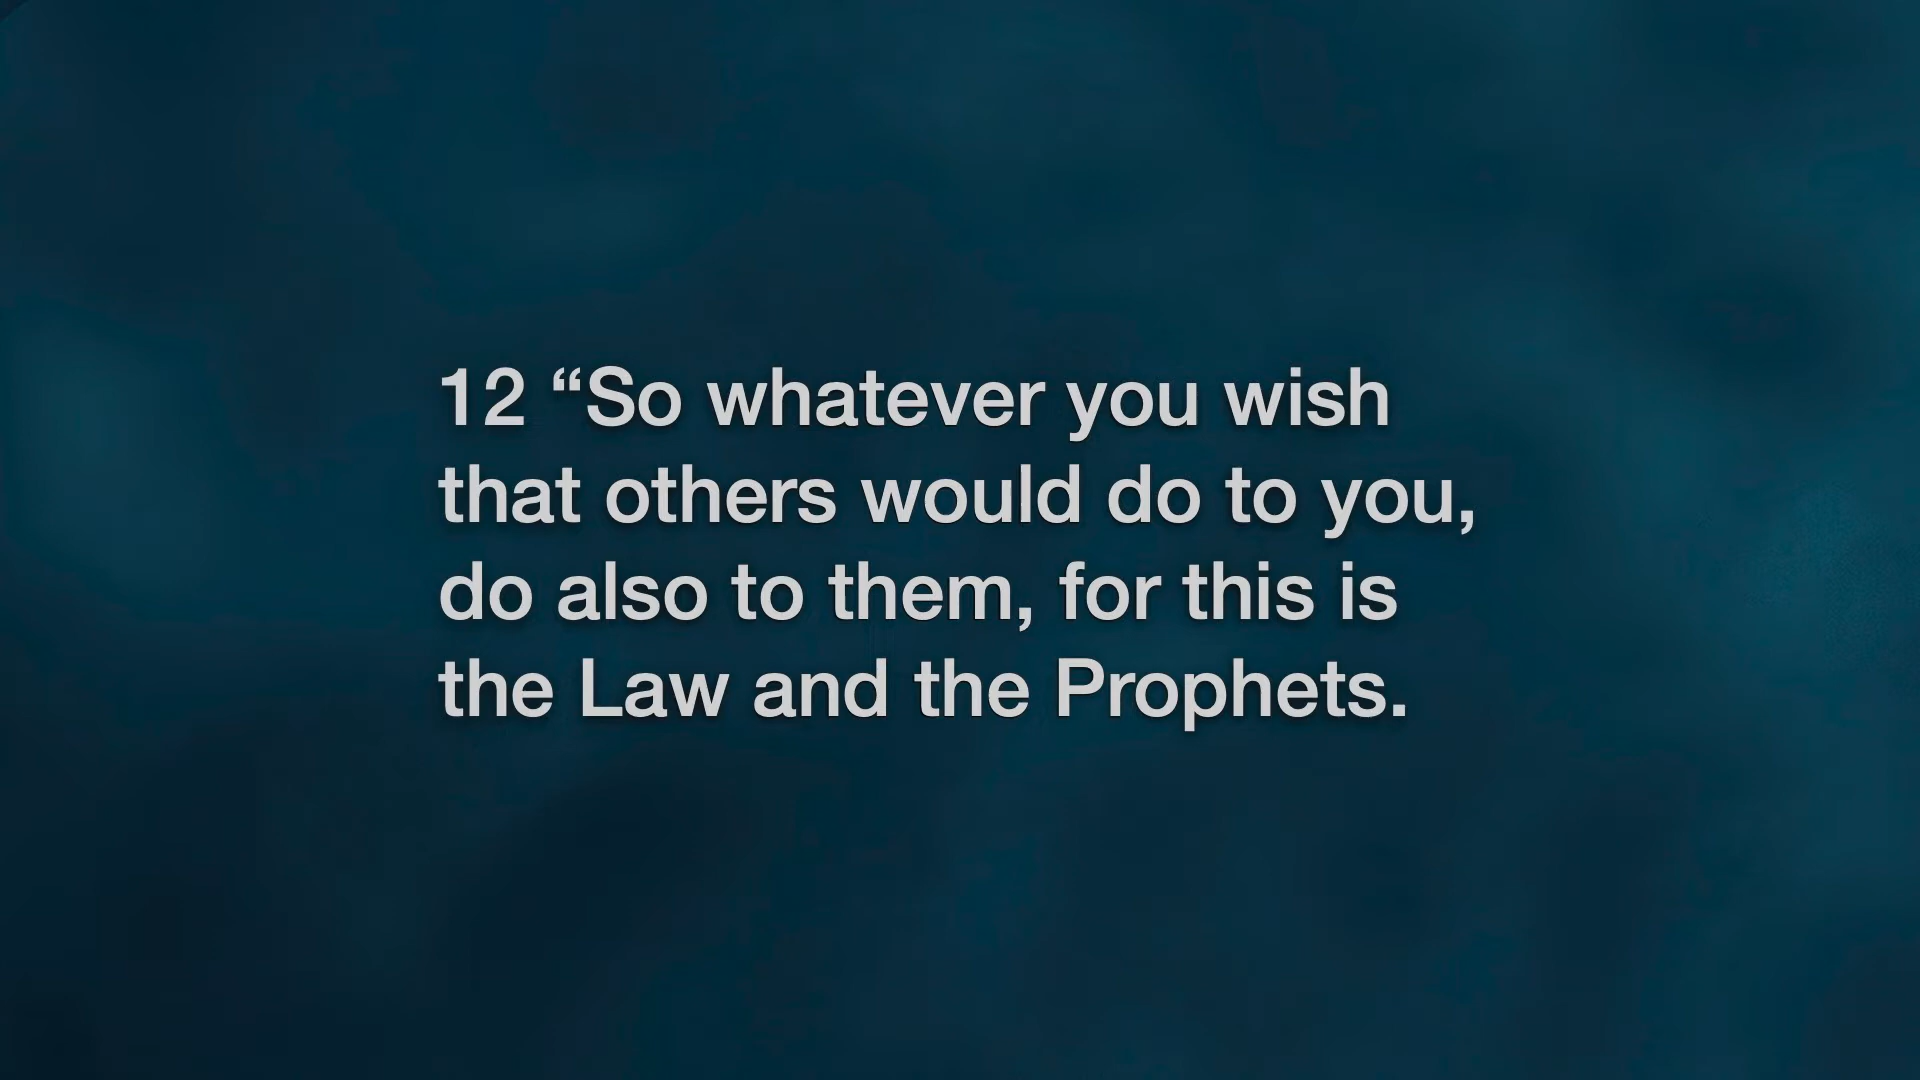 12 “So whatever you wish
that others would do to you,
do also to them, for this is
the Law and the Prophets.